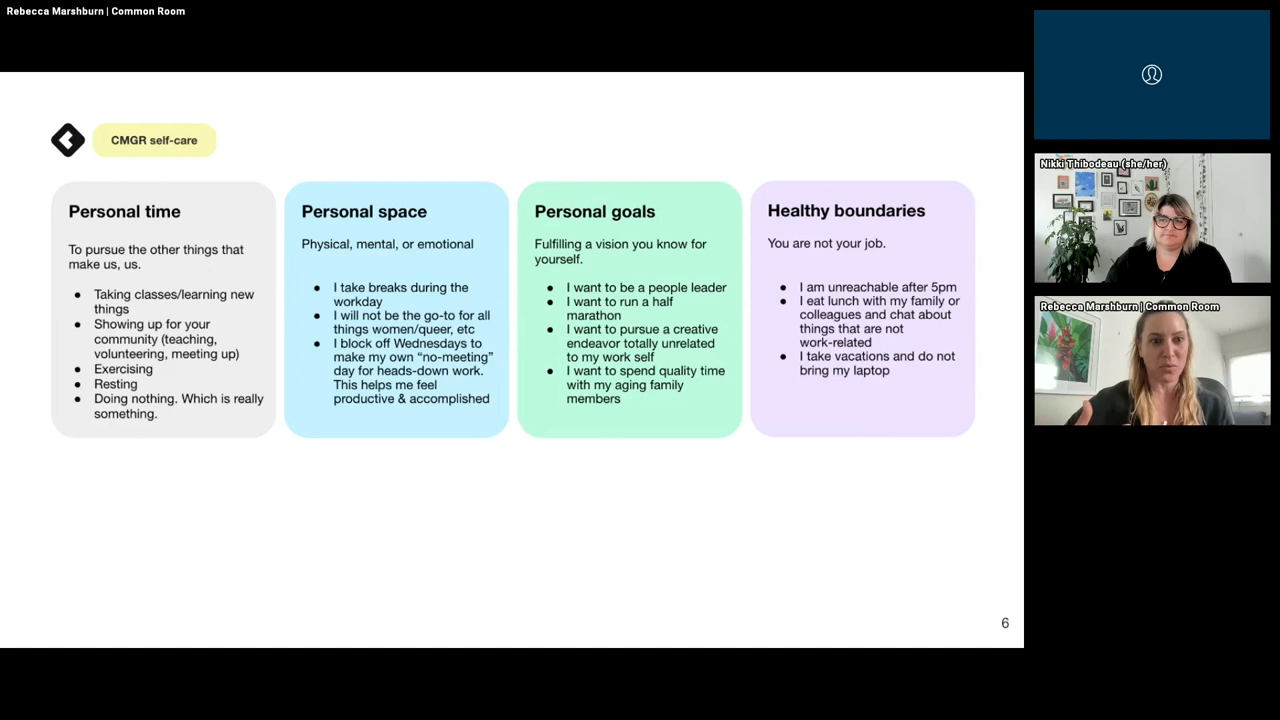 Rebecca Marshburn | Common Room
CMGR self-care
Personal time
To pursue the other things that
make us, us.
● Taking classes/learning new
things
● Showing up for your
community (teaching,
volunteering, meeting up)
● Exercising
● Resting
● Doing nothing. Which is really
something.
Personal space
Physical, mental, or emotional
● I take breaks during the
workday
● I will not be the go-to for all
things women/queer, etc
● I block off Wednesdays to
make my own “no-meeting”
day for heads-down work.
This helps me feel
productive & accomplished
Personal goals
Fulfilling a vision you know for
yourself.
● I want to be a people leader
● I want to run a half
marathon
● I want to pursue a creative
endeavor totally unrelated
to my work self
● I want to spend quality time
with my aging family
members
Healthy boundaries
You are not your job.
● I am unreachable after 5pm
● I eat lunch with my family or
colleagues and chat about
things that are not
work-related
● I take vacations and do not
bring my laptop
6
Nikki Thibodeau (she/her)
Rebecca Marshburn | Common Room